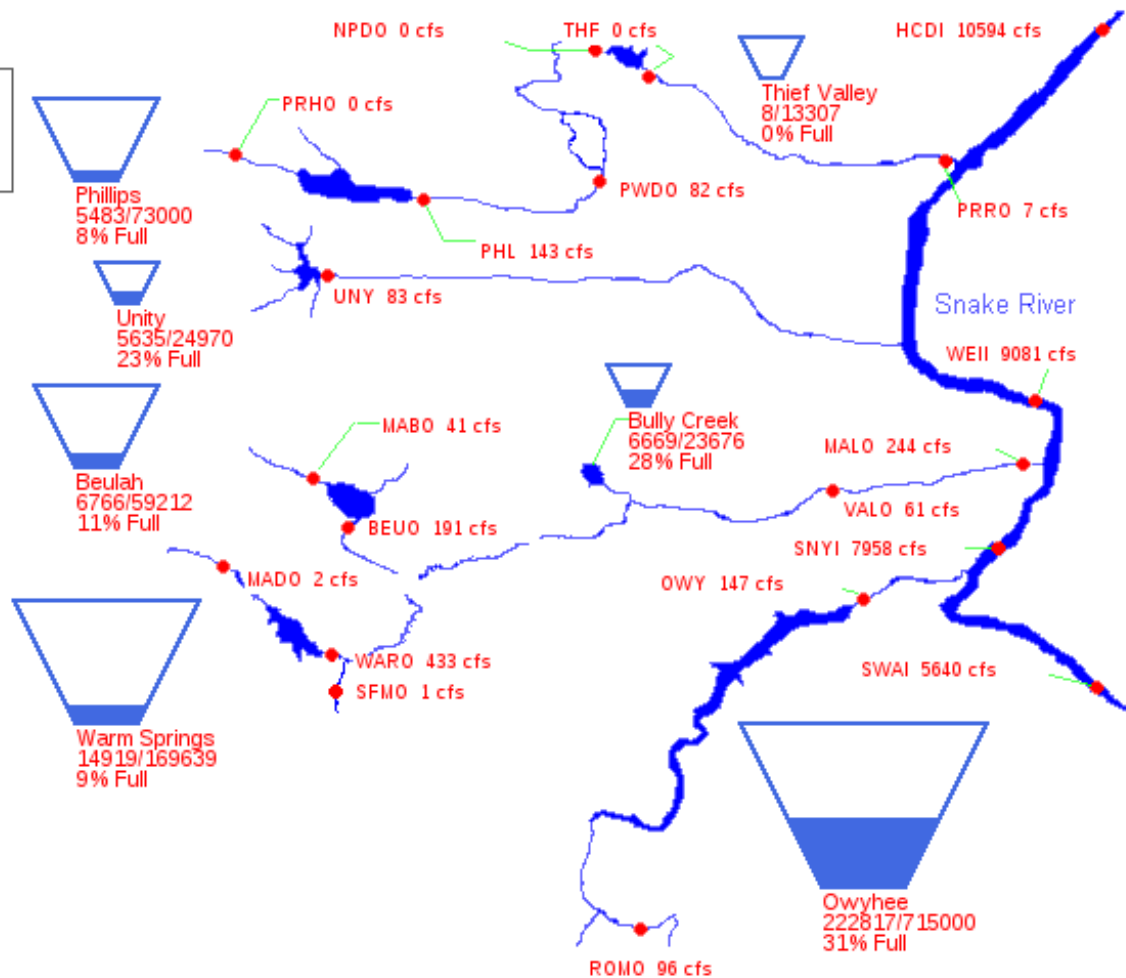 NPDO 0 cfs
THF 0 cfs
HCDI 10594 cfs
Thief Valley
8/13307
0% Full
PRHO 0 cfs
Phillips
5483/73000
8% Full
PWDO 82 cfs
PRRO 7 cfs
PHL 143 cfs
UNY 83 cfs
Unity
5635/24970
23% Full
Snake River
WEII 9081 cfs
MABO 41 cfs
Bully Creek
6669/23676
28% Full
MALO 244 cfs
Beulah
6766/59212
11% Full
BEUO 191 cfs
VALO 61 cfs
SNYI 7958 cfs
MADO 2 cfs
OWY 147 cfs
WARO 433 cfs
SFMO 1 cfs
SWAI 5640 cfs
Warm Springs
14919/169639
9% Full
Owyhee
222817/715000
31% Full
ROMO 96 cfs